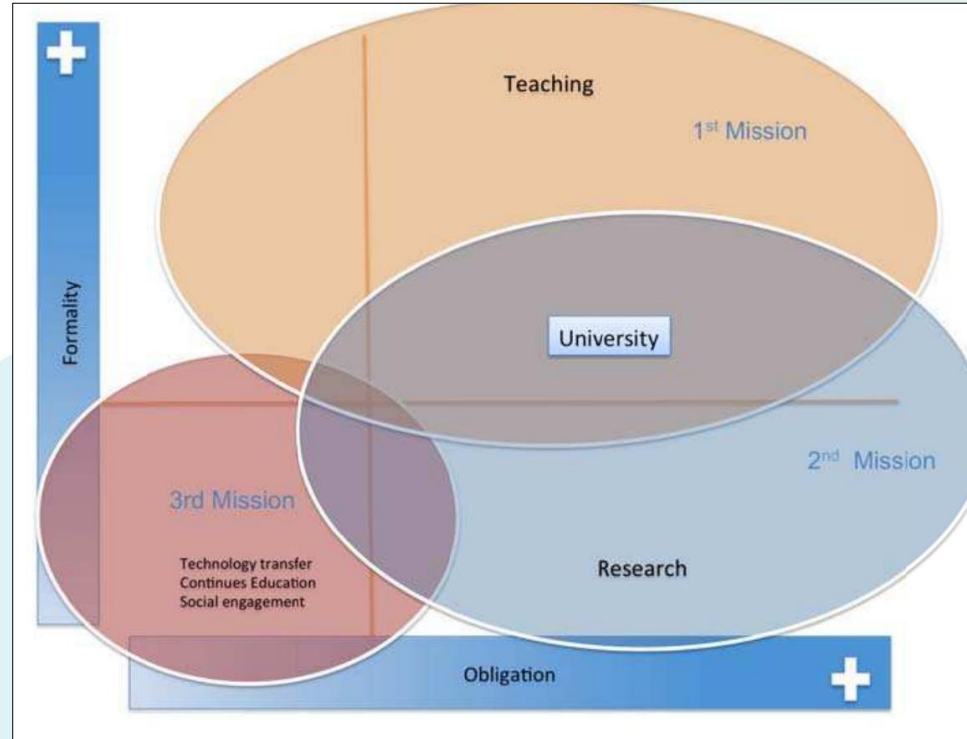 Teaching
1st Mission
Formality
University
2nd Mission
3rd Mission
Technology transfer
Continues Education
Social engagement
Research
Obligation